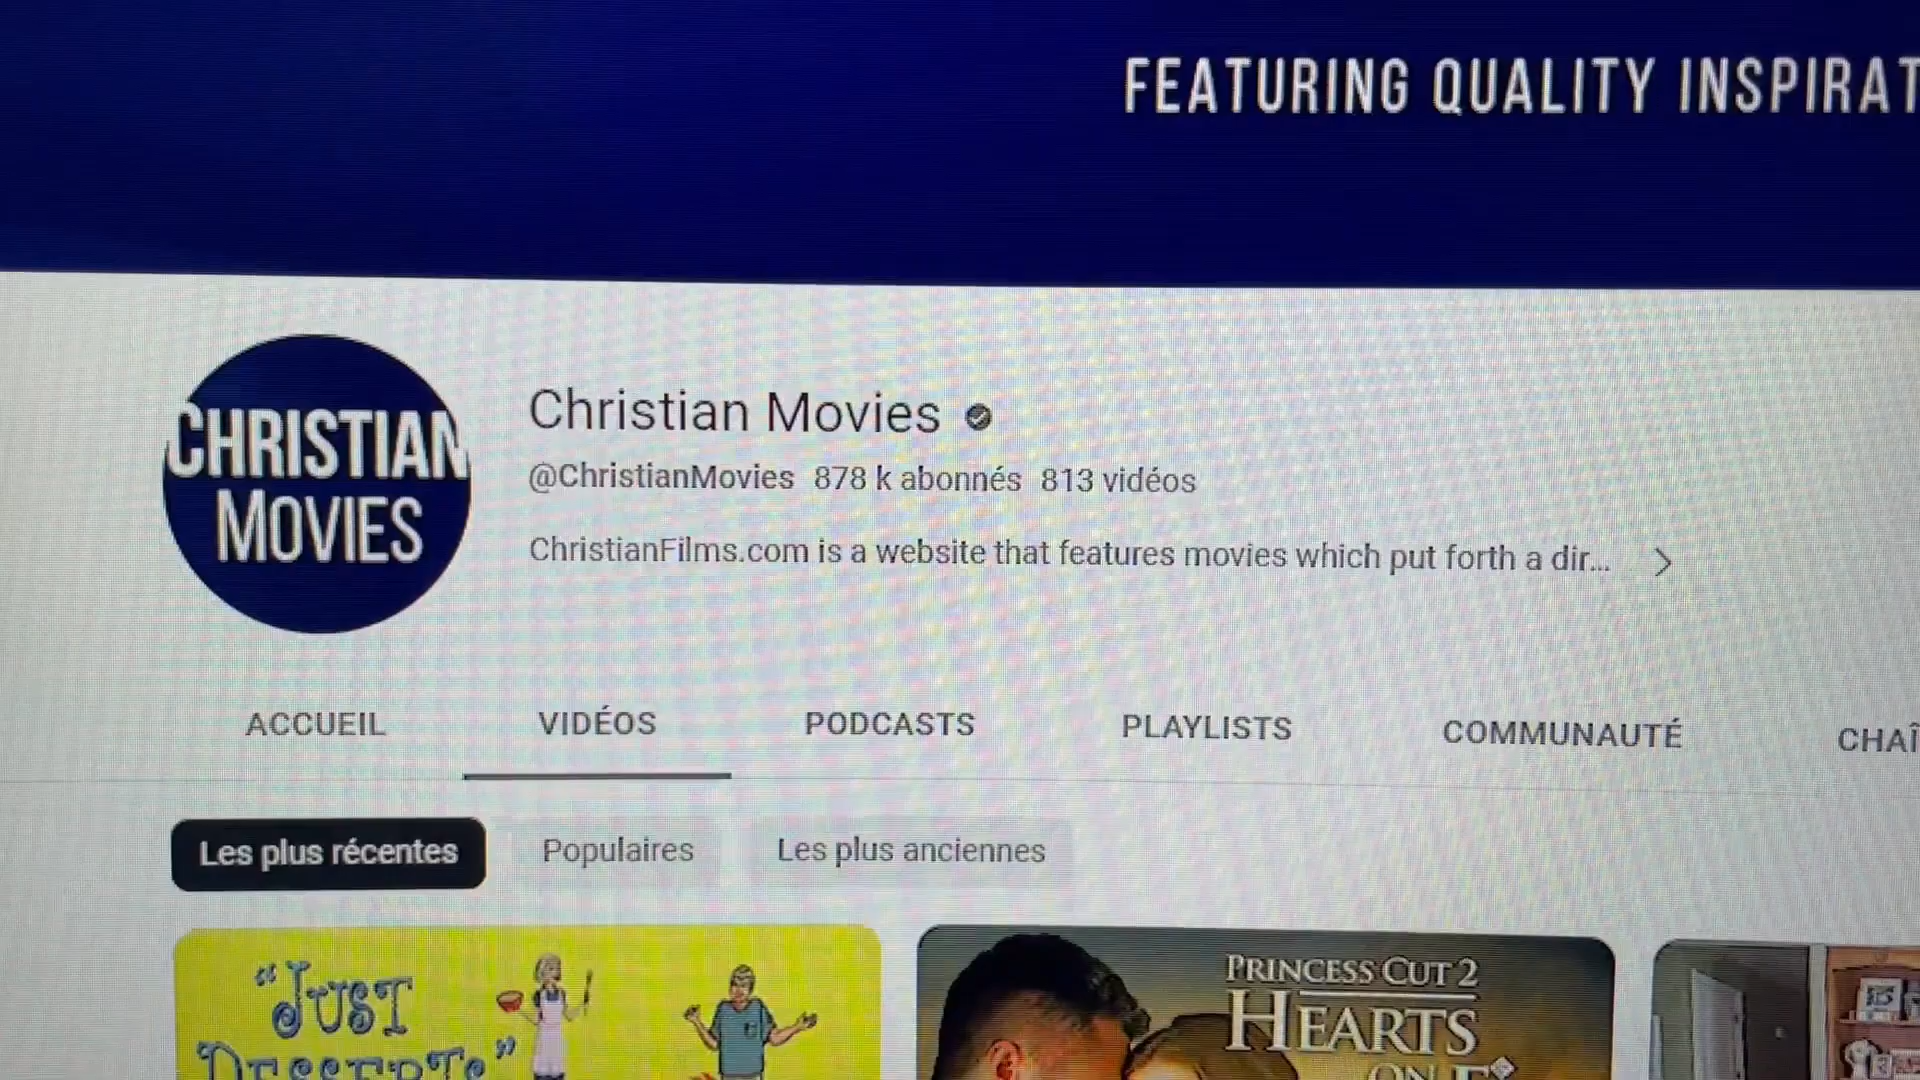 FEATURING QUALITY INSPIRAT
CHRISTIAN
MOVIES
Christian Movies
@ChristianMovies 878 k abonnés 813 vidéos
ChristianFilms.com is a website that features movies which put forth a dir...
ACCUEIL
VIDÉOS
PODCASTS
PLAYLISTS
COMMUNAUTÉ
CHAÎ
Les plus récentes
Populaires
Les plus anciennes
"JUST
DESSERTS"
PRINCESS CUT 2
HEARTS
ON F